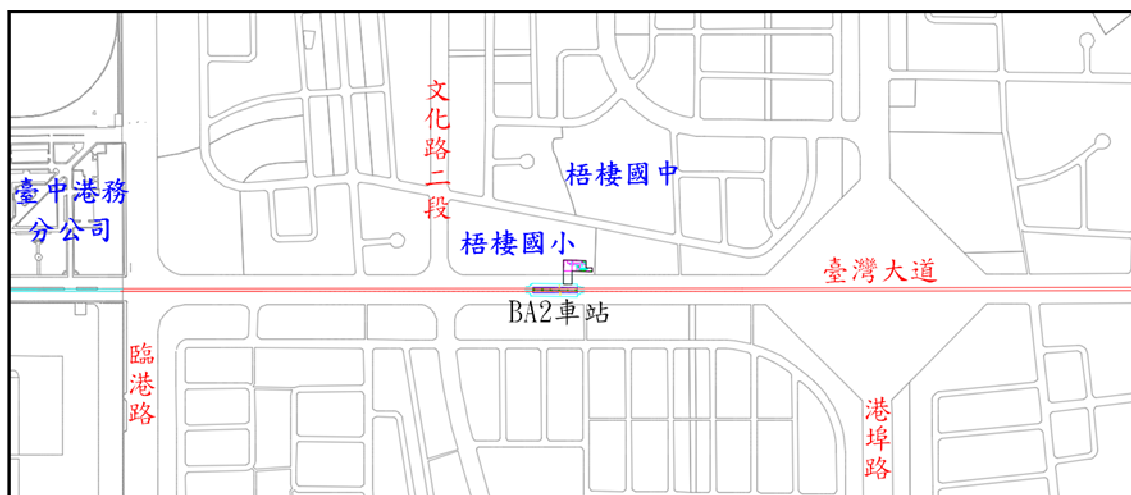 文化路二段
梧棲國中
臺中港務
分公司
梧棲國小
臺灣大道
BA2車站
臨港路
港埠路